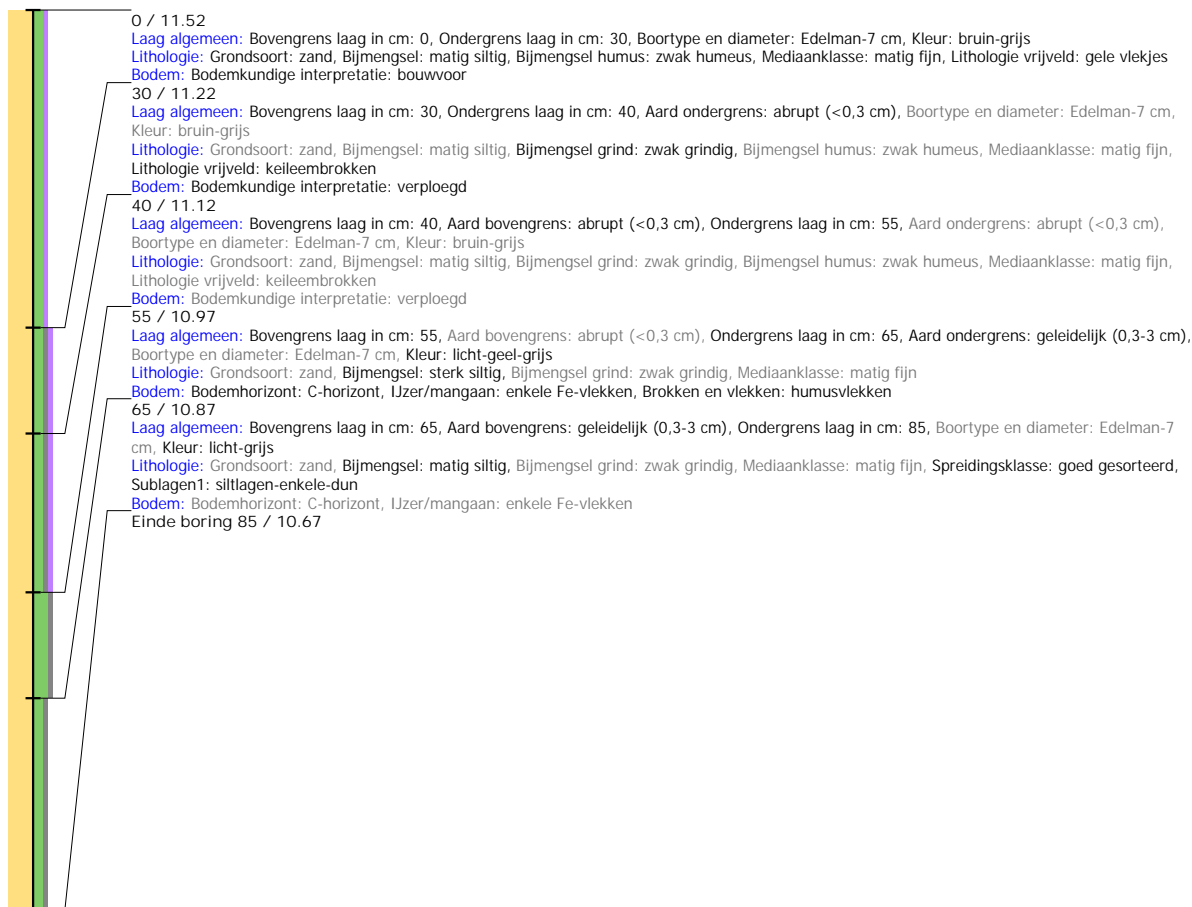 0 / 11.52
Laag algemeen: Bovengrens laag in cm: 0, Ondergrens laag in cm: 30, Boortype en diameter: Edelman-7 cm, Kleur: bruin-grijs
Lithologie: Grondsoort: zand, Bijmengsel: matig siltig, Bijmengsel humus: zwak humeus, Mediaanklasse: matig fijn, Lithologie vrijveld: gele vlekjes
Bodem: Bodemkundige interpretatie: bouwvoor
30 / 11.22
Laag algemeen: Bovengrens laag in cm: 30, Ondergrens laag in cm: 40, Aard ondergrens: abrupt (<0,3 cm), Boortype en diameter: Edelman-7 cm,
Kleur: bruin-grijs
Lithologie: Grondsoort: zand, Bijmengsel: matig siltig, Bijmengsel grind: zwak grindig, Bijmengsel humus: zwak humeus, Mediaanklasse: matig fijn,
Lithologie vrijveld: keileembrokken
Bodem: Bodemkundige interpretatie: verploegd
40 / 11.12
Laag algemeen: Bovengrens laag in cm: 40, Aard bovengrens: abrupt (<0,3 cm), Ondergrens laag in cm: 55, Aard ondergrens: abrupt (<0,3 cm),
Boortype en diameter: Edelman-7 cm, Kleur: bruin-grijs
Lithologie: Grondsoort: zand, Bijmengsel: matig siltig, Bijmengsel grind: zwak grindig, Bijmengsel humus: zwak humeus, Mediaanklasse: matig fijn,
Lithologie vrijveld: keileembrokken
Bodem: Bodemkundige interpretatie: verploegd
55 / 10.97
Laag algemeen: Bovengrens laag in cm: 55, Aard bovengrens: abrupt (<0,3 cm), Ondergrens laag in cm: 65, Aard ondergrens: geleidelijk (0,3-3 cm),
Boortype en diameter: Edelman-7 cm, Kleur: licht-geel-grijs
Lithologie: Grondsoort: zand, Bijmengsel: sterk siltig, Bijmengsel grind: zwak grindig, Mediaanklasse: matig fijn
Bodem: Bodemhorizont: C-horizont, IJzer/mangaan: enkele Fe-vlekken, Brokken en vlekken: humusvlekken
65 / 10.87
Laag algemeen: Bovengrens laag in cm: 65, Aard bovengrens: geleidelijk (0,3-3 cm), Ondergrens laag in cm: 85, Boortype en diameter: Edelman-7
cm, Kleur: licht-grijs
Lithologie: Grondsoort: zand, Bijmengsel: matig siltig, Bijmengsel grind: zwak grindig, Mediaanklasse: matig fijn, Spreidingsklasse: goed gesorteerd,
Sublagen1: siltlagen-enkele-dun
Bodem: Bodemhorizont: C-horizont, IJzer/mangaan: enkele Fe-vlekken
Einde boring 85 / 10.67